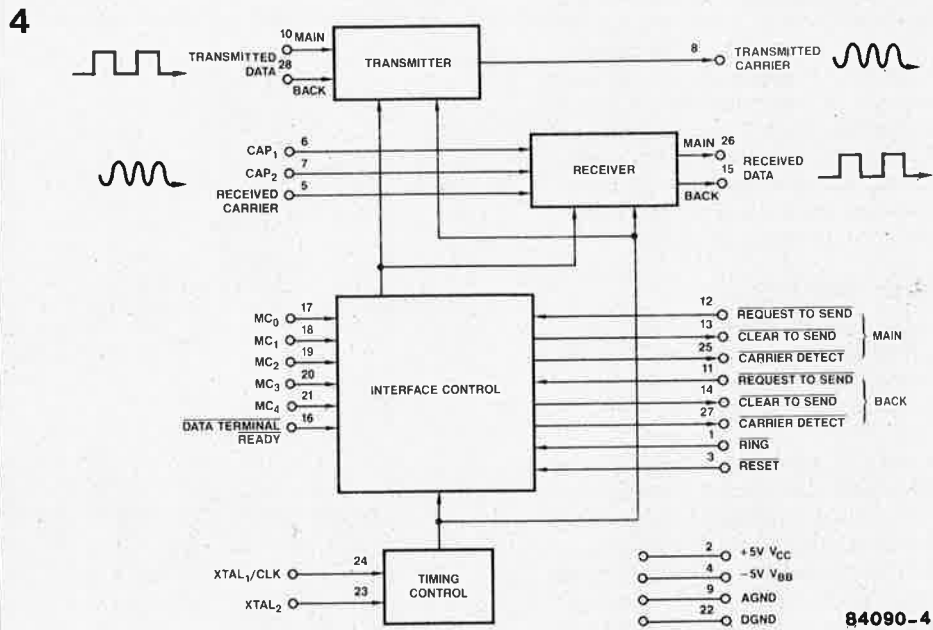 4
10 MAIN
TRANSMITTED
DATA
28
BACK
TRANSMITTER
8
TRANSMITTED
CARRIER
CAP1
6
CAP2
7
RECEIVED
CARRIER
5
RECEIVER
MAIN 26
15
BACK
RECEIVED
DATA
MC0
17
MC1
18
MC2
19
MC3
20
MC4
21
DATA TERMINAL
READY
16
INTERFACE CONTROL
12
REQUEST TO SEND
13
CLEAR TO SEND
25
CARRIER DETECT
MAIN
11
REQUEST TO SEND
14
CLEAR TO SEND
27
CARRIER DETECT
BACK
1
RING
3
RESET
XTAL1/CLK
24
XTAL2
23
TIMING
CONTROL
2
+5V VCC
4
-5V VBB
9
AGND
22
DGND
84090-4